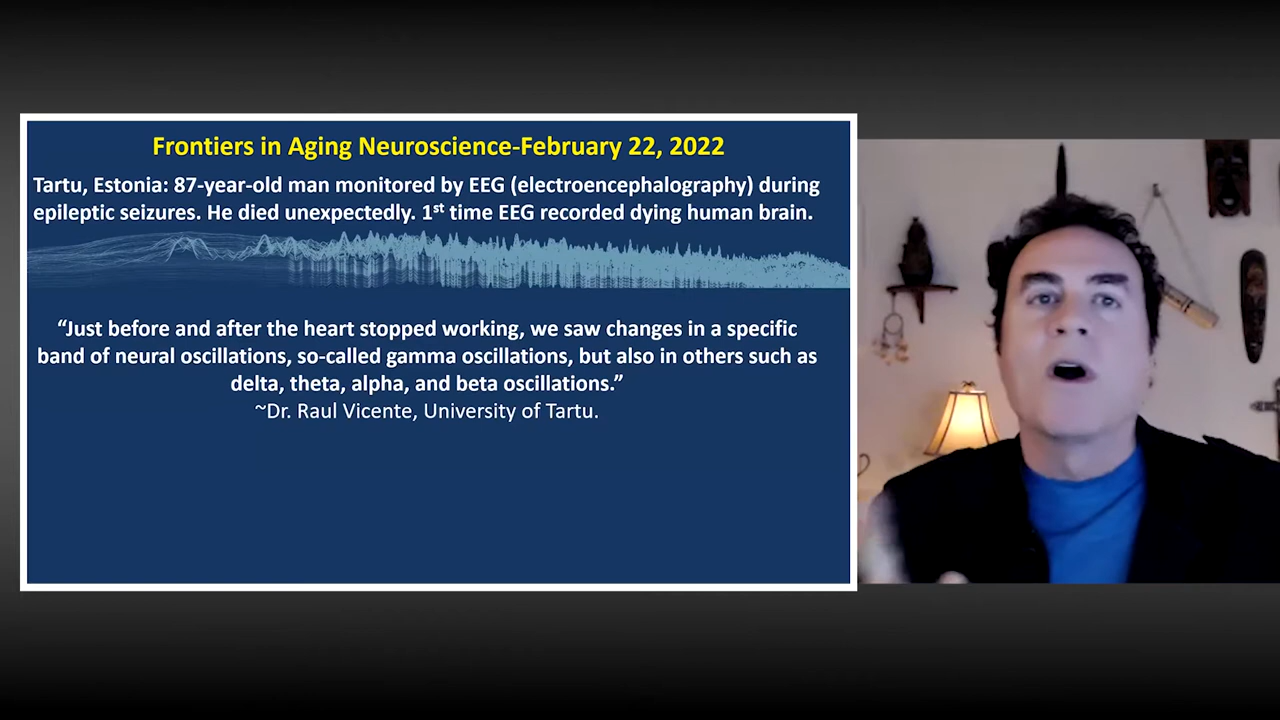 Frontiers in Aging Neuroscience-February 22, 2022
Tartu, Estonia: 87-year-old man monitored by EEG (electroencephalography) during
epileptic seizures. He died unexpectedly. 1st time EEG recorded dying human brain.
“Just before and after the heart stopped working, we saw changes in a specific
band of neural oscillations, so-called gamma oscillations, but also in others such as
delta, theta, alpha, and beta oscillations.”
~Dr. Raul Vicente, University of Tartu.